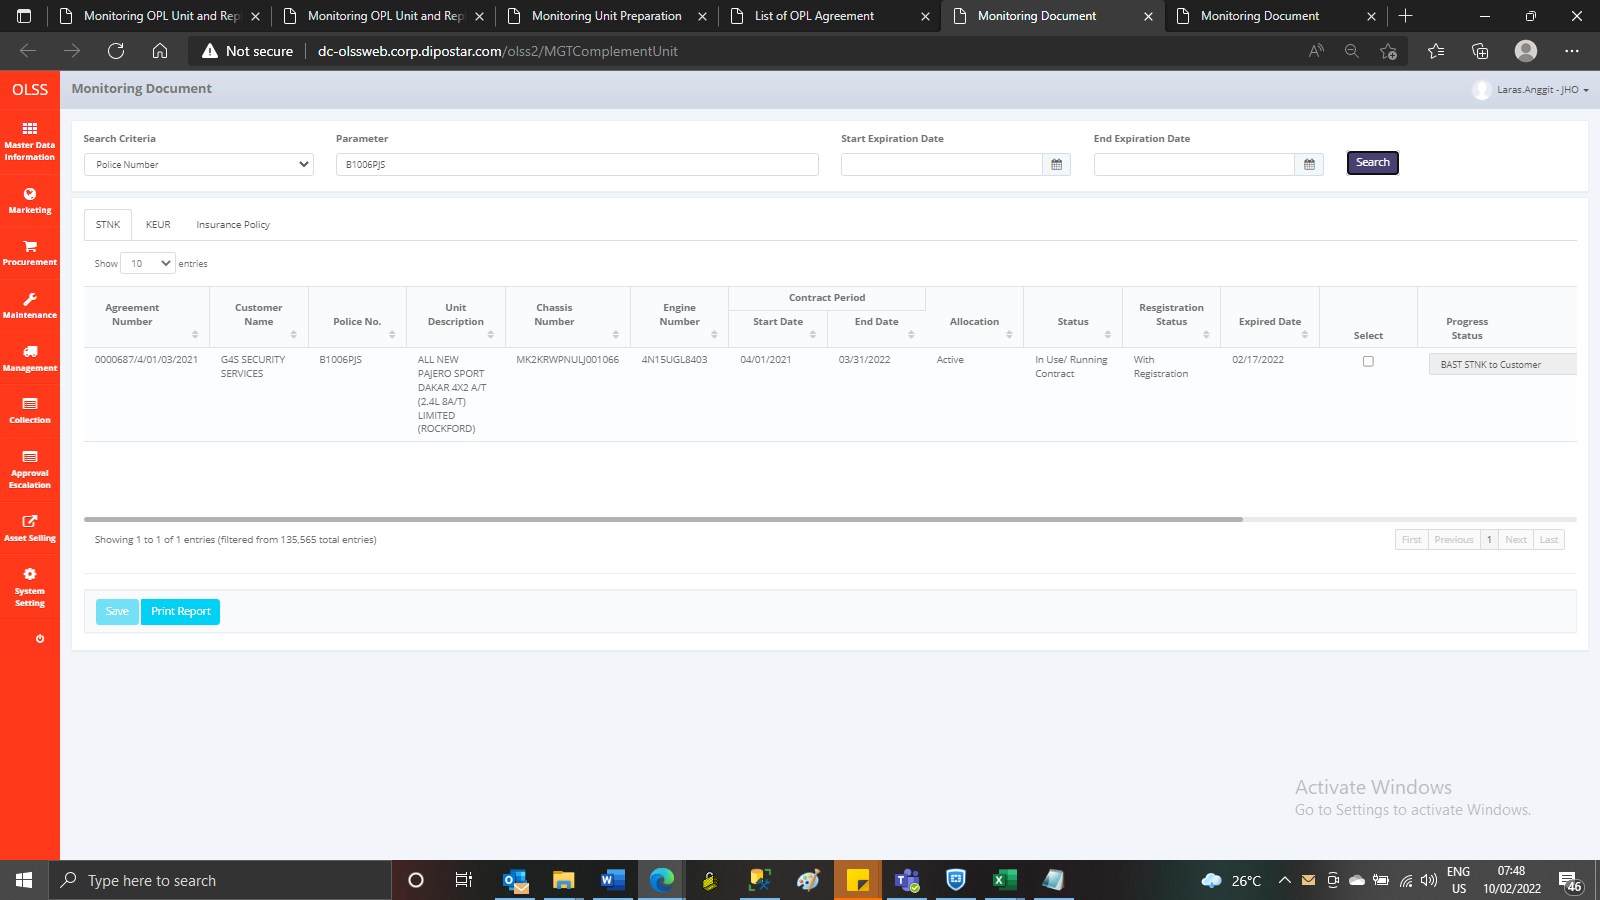 Monitoring OPL Unit and Rep
Monitoring OPL Unit and Rep
Monitoring Unit Preparation
List of OPL Agreement
Monitoring Document
Monitoring Document
Not secure
dc-olssweb.corp.dipostar.com/olss2/MGTComplementUnit
OLSS
Monitoring Document
Laras.Anggit - JHO
Master Data
Information
Marketing
Procurement
Maintenance
Management
Collection
Approval
Escalation
Asset Selling
System
Setting
Search Criteria
Parameter
Start Expiration Date
End Expiration Date
Police Number
B1006PJS
Search
STNK
KEUR
Insurance Policy
Show 10 entries
Agreement
Number
Customer
Name
Police No.
Unit
Description
Chassis
Number
Engine
Number
Contract Period
Start Date
End Date
Allocation
Status
Resgistration
Status
Expired Date
Select
Progress
Status
0000687/4/01/03/2021
G4S SECURITY
SERVICES
B1006PJS
ALL NEW
PAJERO SPORT
DAKAR 4X2 A/T
(2.4L 8A/T)
LIMITED
(ROCKFORD)
MK2KRWPNULJ001066
4N15UGL8403
04/01/2021
03/31/2022
Active
In Use/ Running
Contract
With
Registration
02/17/2022
BAST STNK to Customer
Showing 1 to 1 of 1 entries (filtered from 135,565 total entries)
First Previous 1 Next Last
Save
Print Report
Activate Windows
Go to Settings to activate Windows.
Type here to search
26°C
ENG
US
07:48
10/02/2022
46